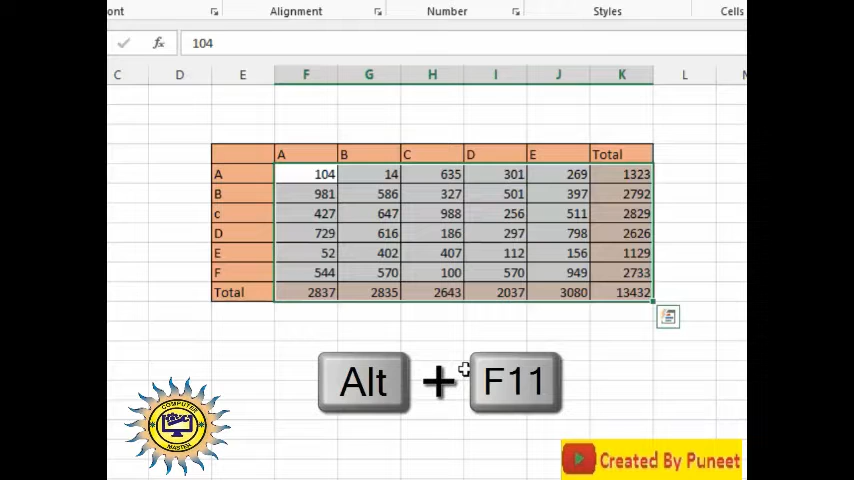 ont Alignment Number Styles Cells
fx 104
C D E F G H I J K L
A B C D E Total
A 104 14 635 301 269 1323
B 981 586 327 501 397 2792
c 427 647 988 256 511 2829
D 729 616 186 297 798 2626
E 52 402 407 112 156 1129
F 544 570 100 570 949 2733
Total 2837 2835 2643 2037 3080 13432
Alt + F11
COMPUTER
MASTER
Created By Puneet